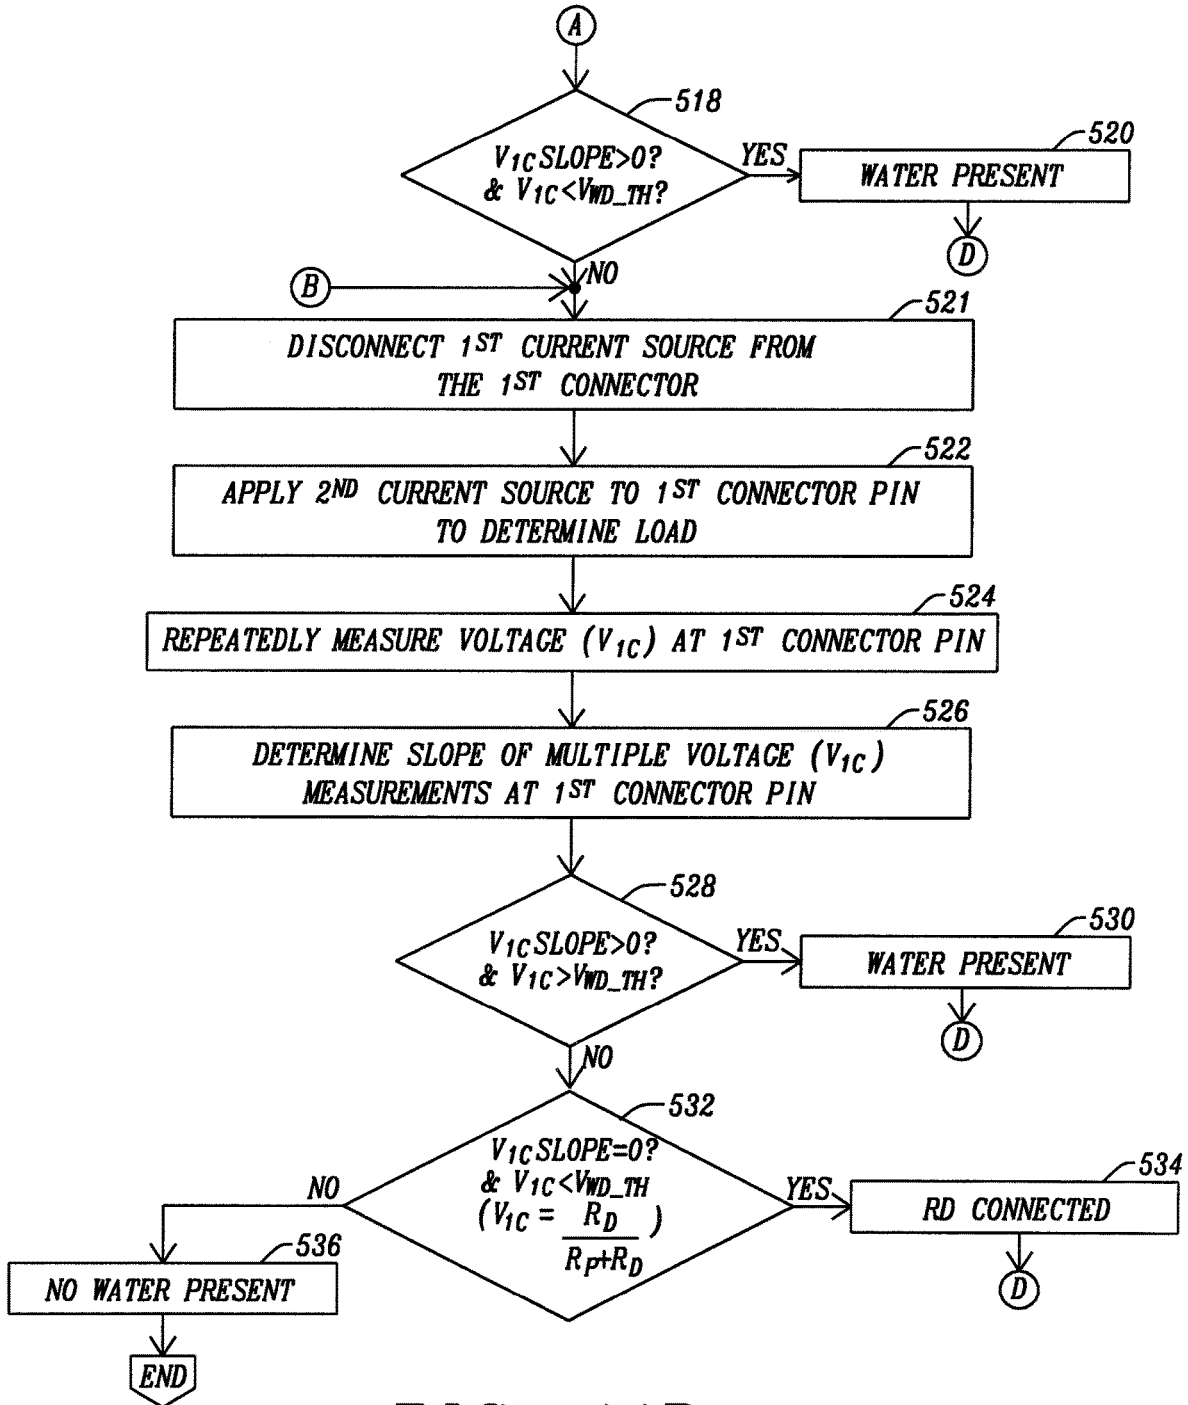 A
518
V1C SLOPE>0?
& V1C<VWD_TH?
YES
520
WATER PRESENT
D
NO
B
521
DISCONNECT 1ST CURRENT SOURCE FROM
THE 1ST CONNECTOR
522
APPLY 2ND CURRENT SOURCE TO 1ST CONNECTOR PIN
TO DETERMINE LOAD
524
REPEATEDLY MEASURE VOLTAGE (V1C) AT 1ST CONNECTOR PIN
526
DETERMINE SLOPE OF MULTIPLE VOLTAGE (V1C)
MEASUREMENTS AT 1ST CONNECTOR PIN
528
V1C SLOPE>0?
& V1C>VWD_TH?
YES
530
WATER PRESENT
D
NO
532
V1C SLOPE=0?
& V1C<VWD_TH
(V1C = RD / RP+RD)
NO
YES
534
RD CONNECTED
D
536
NO WATER PRESENT
END